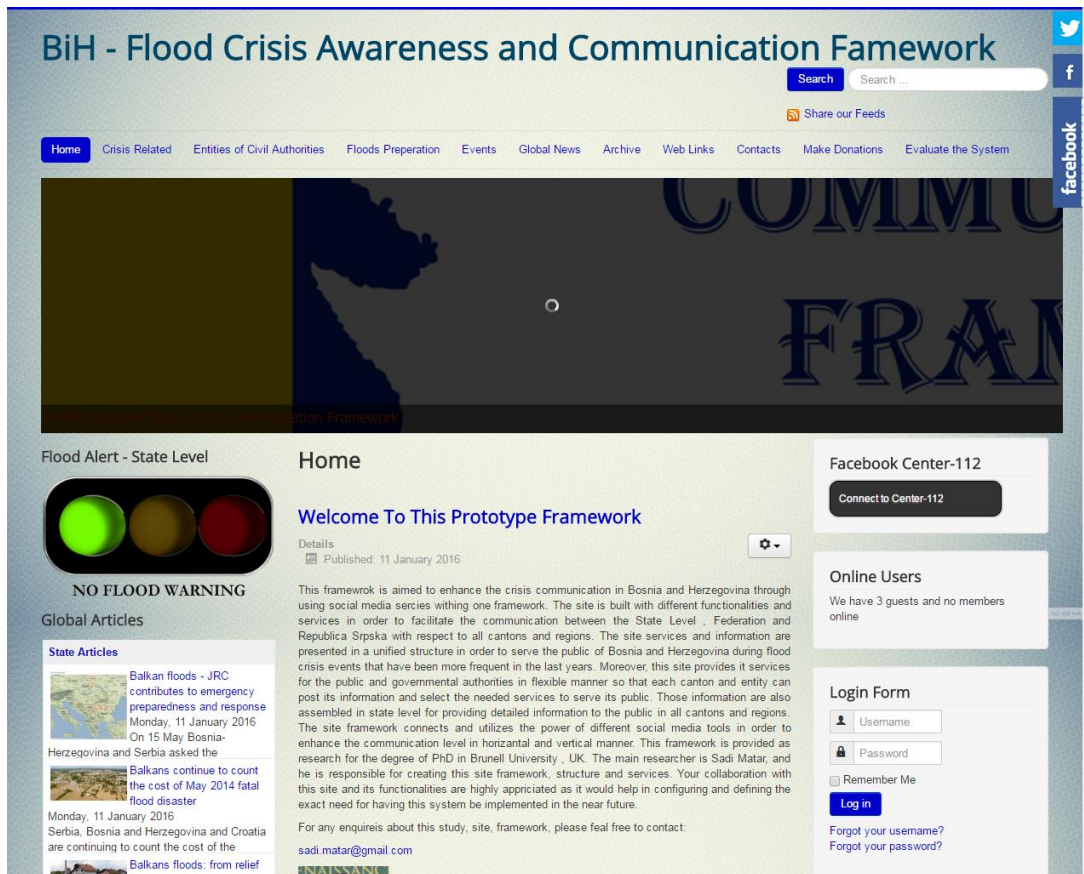 BiH - Flood Crisis Awareness and Communication Famework
Search
Search ...
Share our Feeds
facebook
Home
Crisis Related
Entities of Civil Authorities
Floods Preperation
Events
Global News
Archive
Web Links
Contacts
Make Donations
Evaluate the System
COMMU
FRAM
ation Framework
Flood Alert - State Level
NO FLOOD WARNING
Global Articles
State Articles
Balkan floods - JRC
contributes to emergency
preparedness and response
Monday, 11 January 2016
On 15 May Bosnia-
Herzegovina and Serbia asked the
Balkans continue to count
the cost of May 2014 fatal
flood disaster
Monday, 11 January 2016
Serbia, Bosnia and Herzegovina and Croatia
are continuing to count the cost of the
Balkans floods: from relief
Home
Welcome To This Prototype Framework
Details
Published: 11 January 2016
This framewrok is aimed to enhance the crisis communication in Bosnia and Herzegovina through
using social media sercies withing one framework. The site is built with different functionalities and
services in order to facilitate the communication between the State Level , Federation and
Republica Srpska with respect to all cantons and regions. The site services and information are
presented in a unified structure in order to serve the public of Bosnia and Herzegovina during flood
crisis events that have been more frequent in the last years. Moreover, this site provides it services
for the public and governmental authorities in flexible manner so that each canton and entity can
post its information and select the needed services to serve its public. Those information are also
assembled in state level for providing detailed information to the public in all cantons and regions.
The site framework connects and utilizes the power of different social media tools in order to
enhance the communication level in horizantal and vertical manner. This framework is provided as
research for the degree of PhD in Brunell University , UK. The main researcher is Sadi Matar, and
he is responsible for creating this site framework, structure and services. Your collaboration with
this site and its functionalities are highly appriciated as it would help in configuring and defining the
exact need for having this system be implemented in the near future.
For any enquireis about this study, site, framework, please feal free to contact:
sadi.matar@gmail.com
NAISSANC
Facebook Center-112
Connect to Center-112
Online Users
We have 3 guests and no members
online
Login Form
Username
Password
Remember Me
Log in
Forgot your username?
Forgot your password?